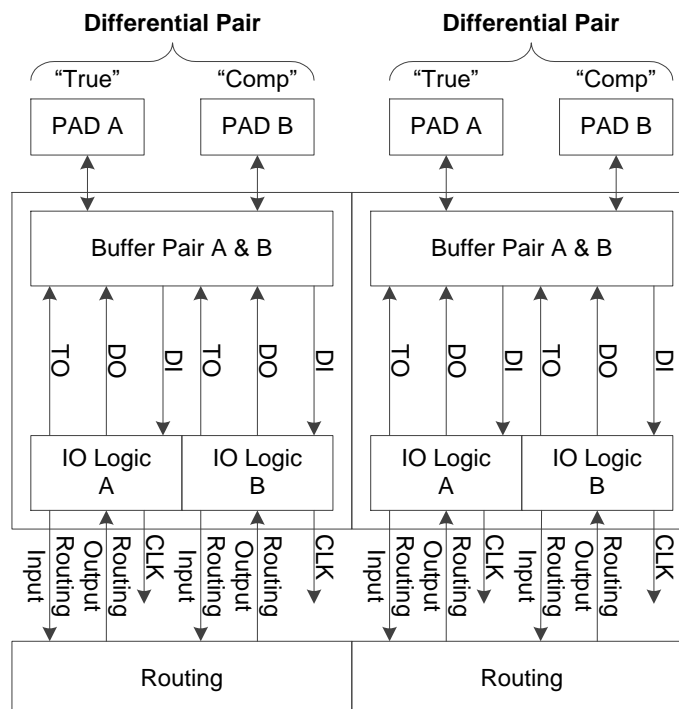 Differential Pair Differential Pair
“True” “Comp” “True” “Comp”
PAD A PAD B PAD A PAD B
Buffer Pair A & B Buffer Pair A & B
TO DO DI TO DO DI TO DO DI TO DO DI
IO Logic A IO Logic B IO Logic A IO Logic B
Routing Input Routing Output CLK Routing Input Routing Output CLK Routing Input Routing Output CLK Routing Input Routing Output CLK
Routing Routing